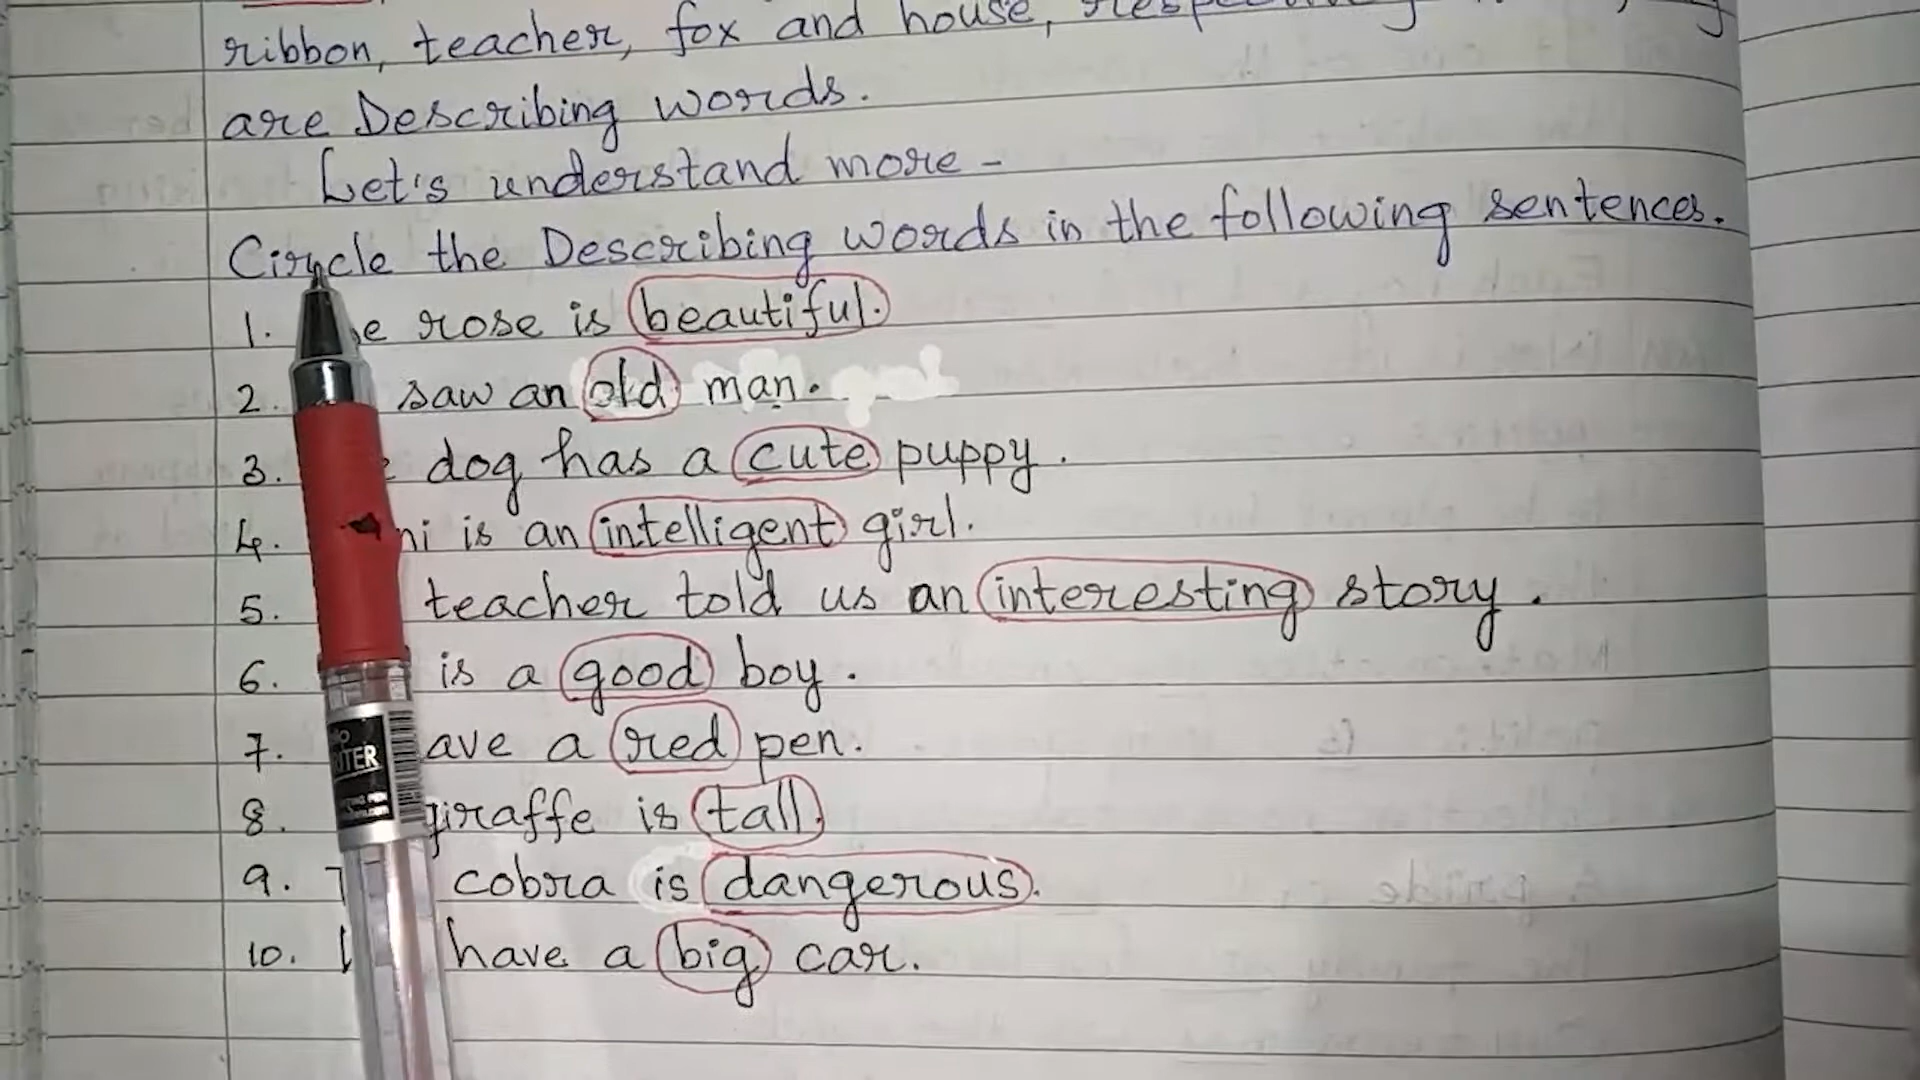 ribbon, teacher, fox and house,
are Describing words.
Let's understand more -
Circle the Describing words in the following sentences.
1. rose is beautiful.
2. saw an old man.
3. dog has a cute puppy.
4. is an intelligent girl.
5. teacher told us an interesting story.
6. is a good boy.
7. a red pen.
8. giraffe is tall.
9. cobra is dangerous.
10. have a big car.